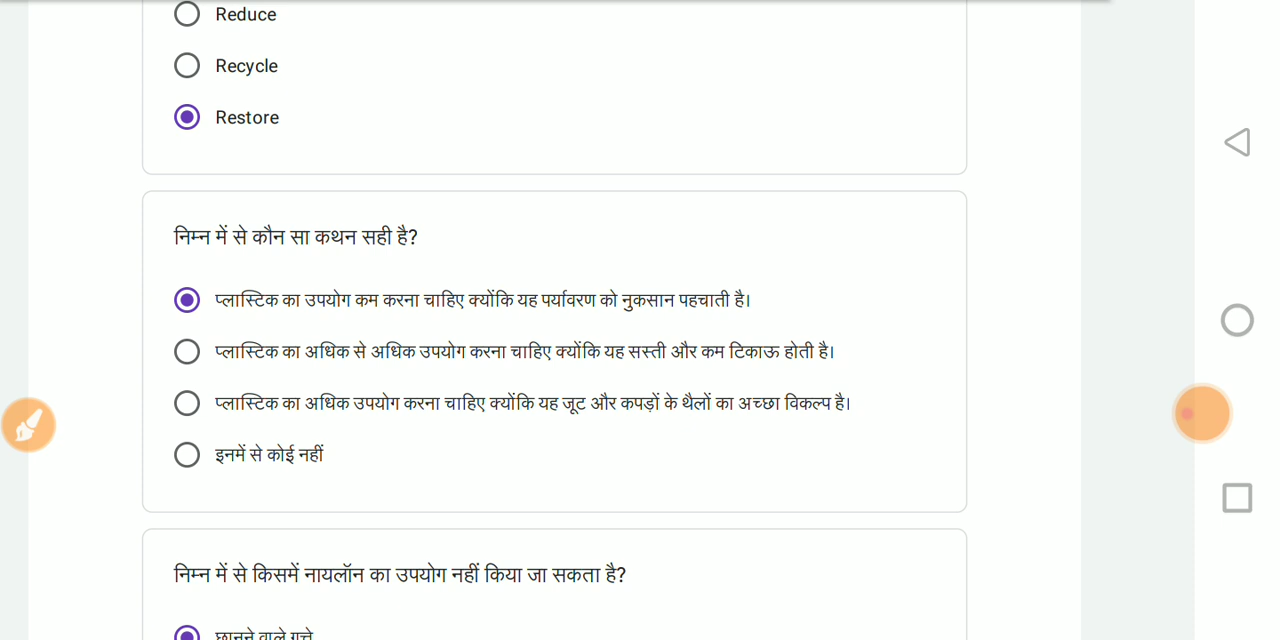 Reduce
Recycle
Restore
निम्न में से कौन सा कथन सही है?
प्लास्टिक का उपयोग कम करना चाहिए क्योंकि यह पर्यावरण को नुकसान पहचाती है।
प्लास्टिक का अधिक से अधिक उपयोग करना चाहिए क्योंकि यह सस्ती और कम टिकाऊ होती है।
प्लास्टिक का अधिक उपयोग करना चाहिए क्योंकि यह जूट और कपड़ों के थैलों का अच्छा विकल्प है।
इनमें से कोई नहीं
निम्न में से किसमें नायलॉन का उपयोग नहीं किया जा सकता है?